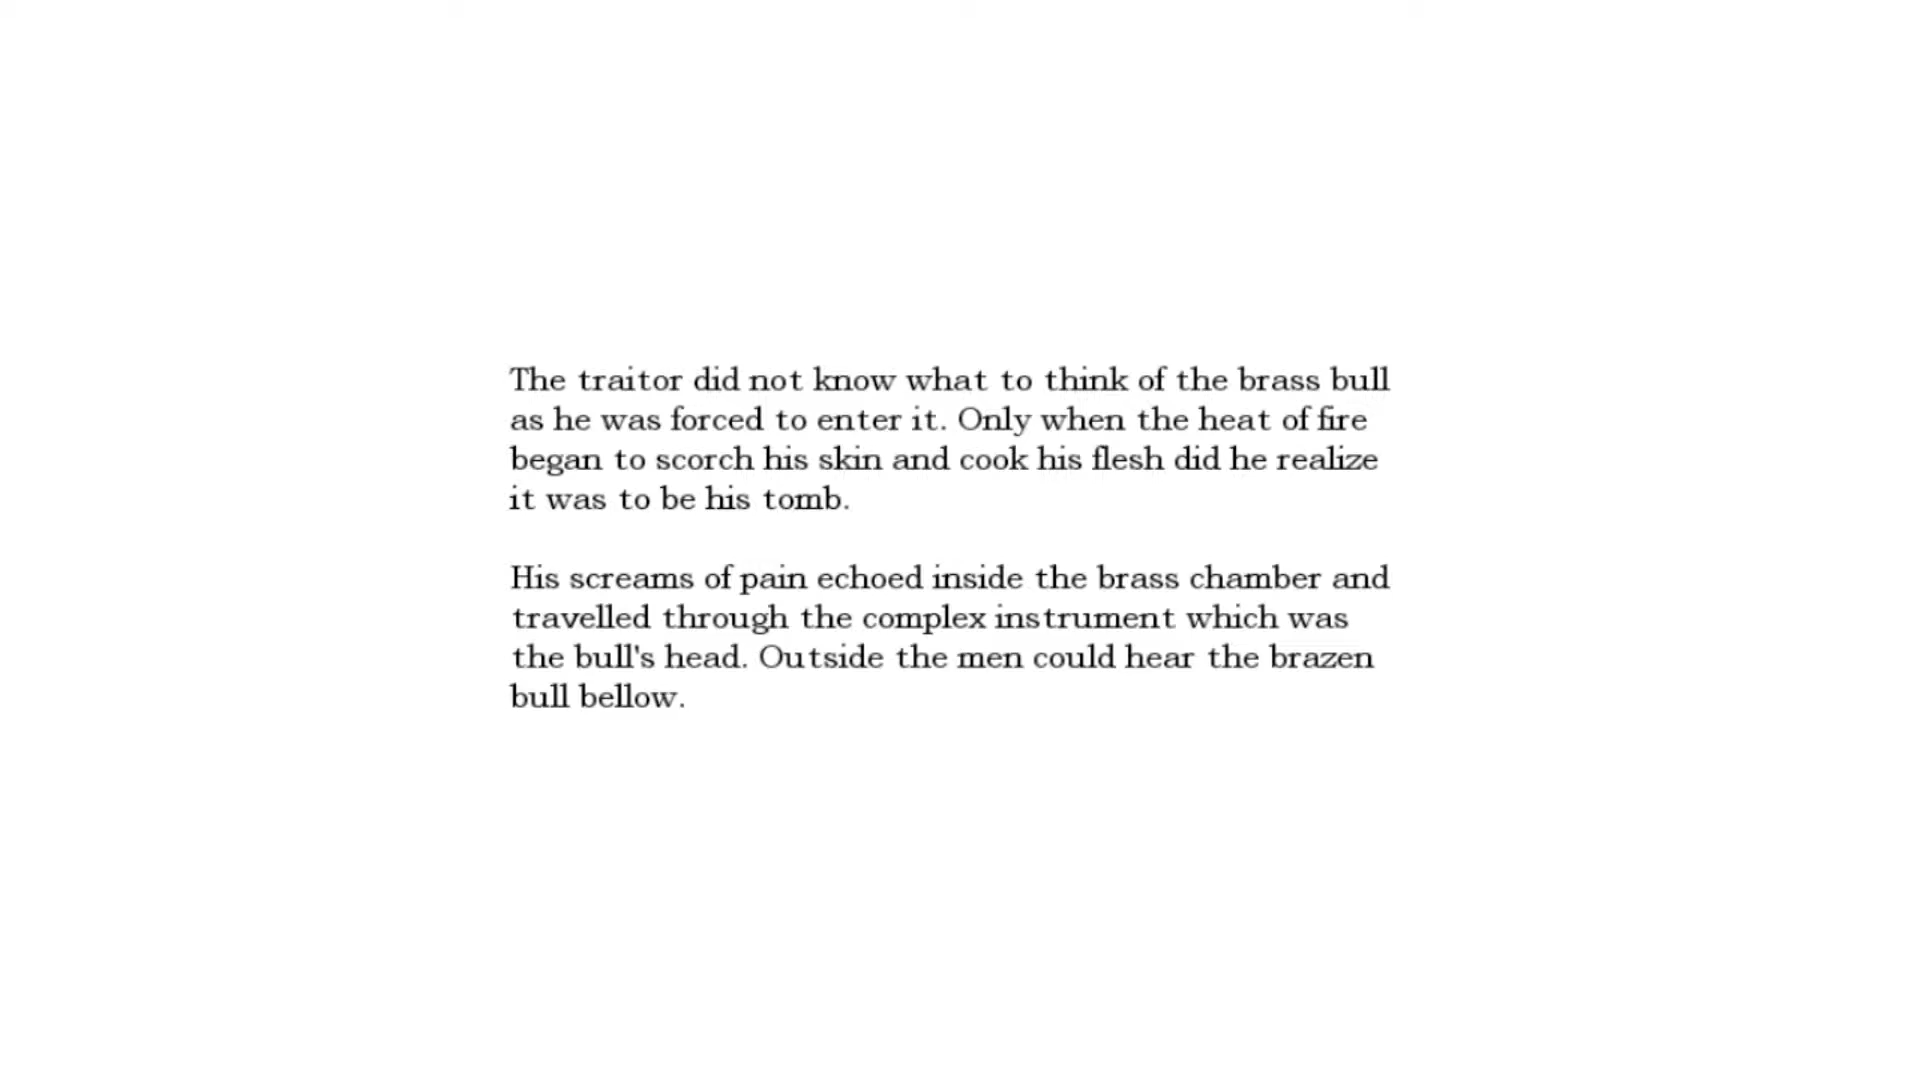 The traitor did not know what to think of the brass bull
as he was forced to enter it. Only when the heat of fire
began to scorch his skin and cook his flesh did he realize
it was to be his tomb.
His screams of pain echoed inside the brass chamber and
travelled through the complex instrument which was
the bull's head. Outside the men could hear the brazen
bull bellow.